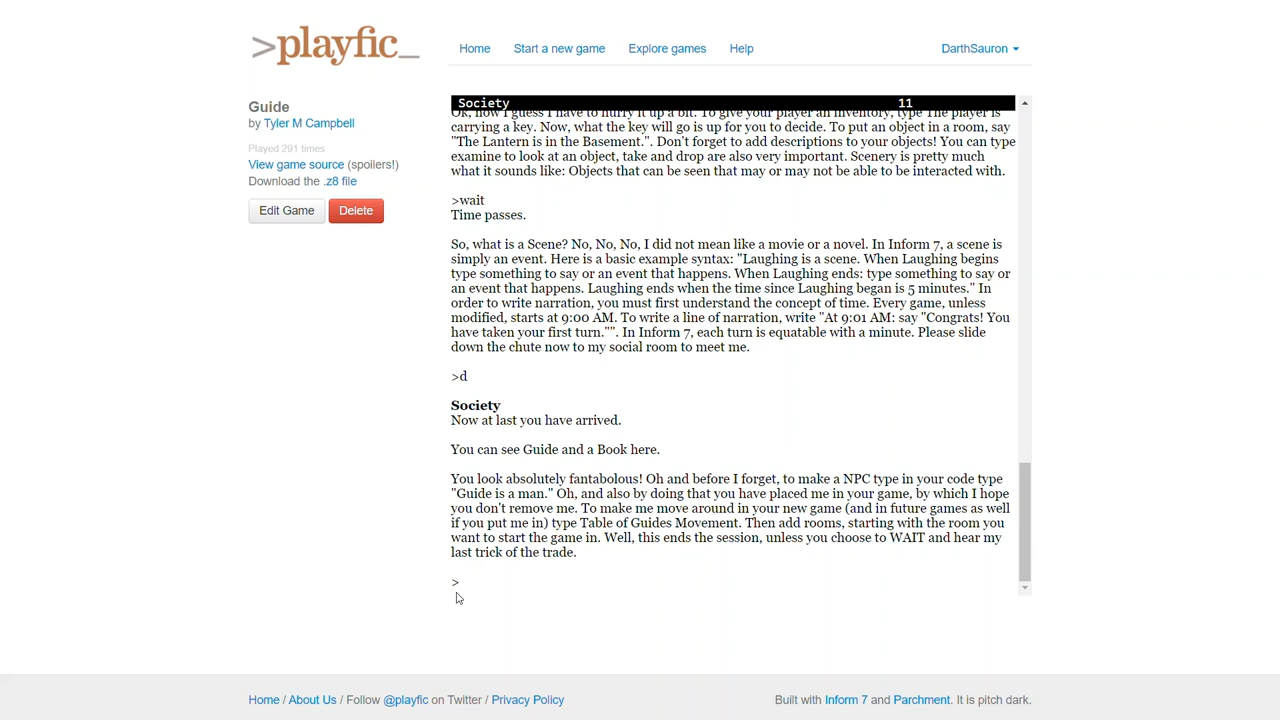 >playfic_
Home
Start a new game
Explore games
Help
DarthSauron
Guide
by Tyler M Campbell
Played 291 times
View game source (spoilers!)
Download the .z8 file
Edit Game
Delete
Society 11
Ok, now I guess I have to hurry it up a bit. To give your player an inventory, type The player is
carrying a key. Now, what the key will go is up for you to decide. To put an object in a room, say
"The Lantern is in the Basement.". Don't forget to add descriptions to your objects! You can type
examine to look at an object, take and drop are also very important. Scenery is pretty much
what it sounds like: Objects that can be seen that may or may not be able to be interacted with.
>wait
Time passes.
So, what is a Scene? No, No, No, I did not mean like a movie or a novel. In Inform 7, a scene is
simply an event. Here is a basic example syntax: "Laughing is a scene. When Laughing begins
type something to say or an event that happens. When Laughing ends: type something to say or
an event that happens. Laughing ends when the time since Laughing began is 5 minutes." In
order to write narration, you must first understand the concept of time. Every game, unless
modified, starts at 9:00 AM. To write a line of narration, write "At 9:01 AM: say "Congrats! You
have taken your first turn."". In Inform 7, each turn is equatable with a minute. Please slide
down the chute now to my social room to meet me.
>d
Society
Now at last you have arrived.
You can see Guide and a Book here.
You look absolutely fantabolous! Oh and before I forget, to make a NPC type in your code type
"Guide is a man." Oh, and also by doing that you have placed me in your game, by which I hope
you don't remove me. To make me move around in your new game (and in future games as well
if you put me in) type Table of Guides Movement. Then add rooms, starting with the room you
want to start the game in. Well, this ends the session, unless you choose to WAIT and hear my
last trick of the trade.
>
Home / About Us / Follow @playfic on Twitter / Privacy Policy
Built with Inform 7 and Parchment. It is pitch dark.